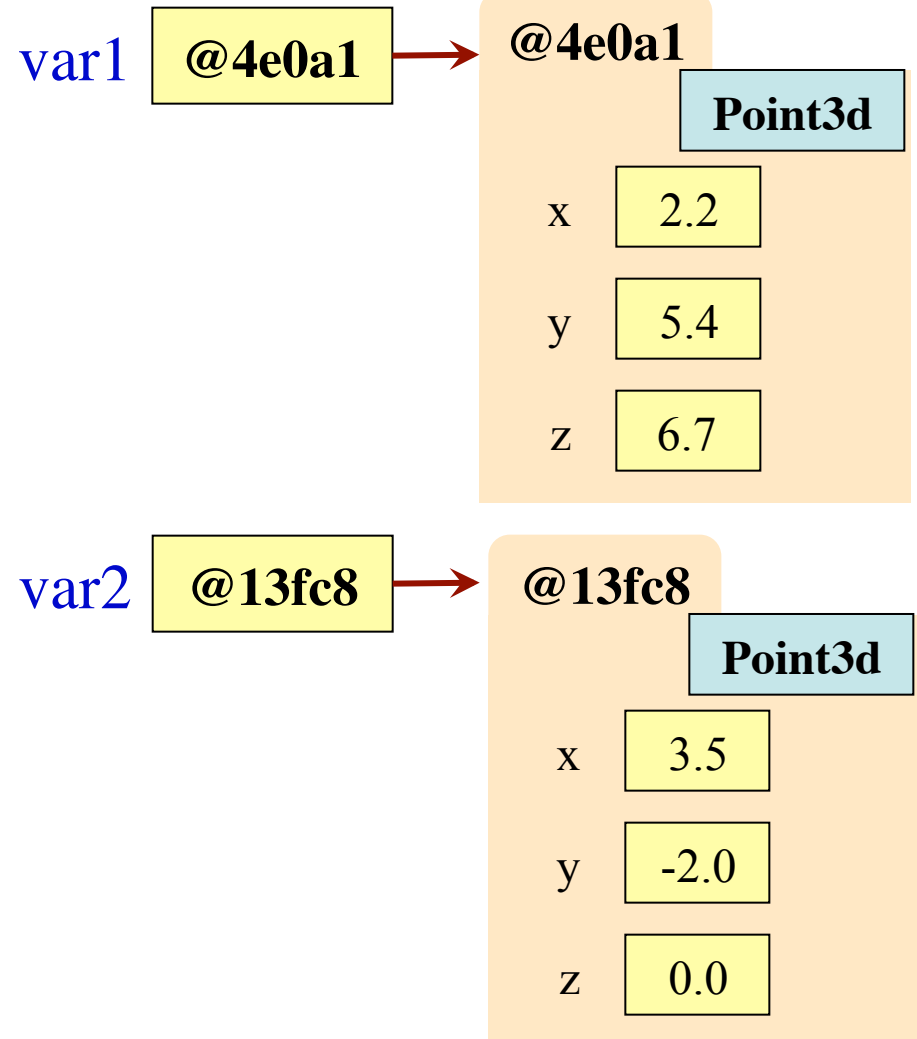 var1 @4e0a1 @4e0a1
Point3d
x 2.2
y 5.4
z 6.7
var2 @13fc8 @13fc8
Point3d
x 3.5
y -2.0
z 0.0